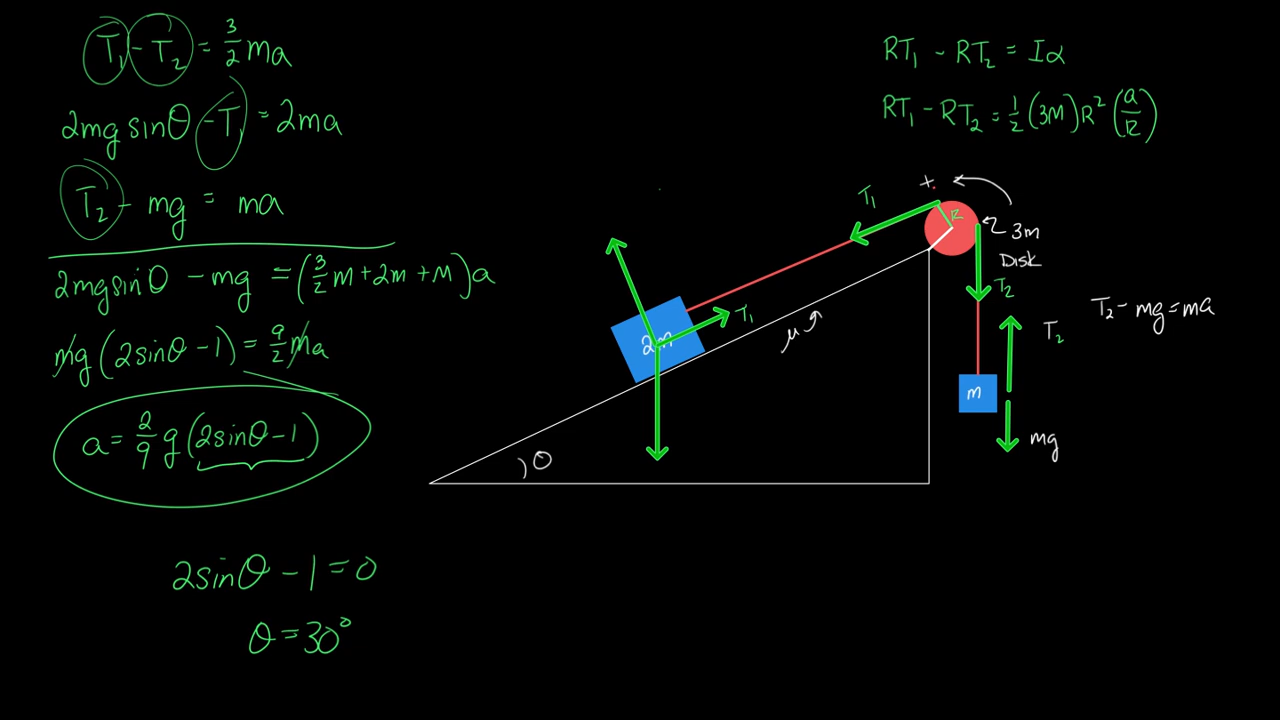 T₁ - T₂ = 3/2 ma
2mg sinθ - T₁ = 2ma
T₂ - mg = ma
2mgsinθ - mg = (3/2 M + 2m + M)a
mg(2sinθ - 1) = 9/2 ma
a = 2/9 g(2sinθ - 1)
2sinθ - 1 = 0
θ = 30°
RT₁ - RT₂ = Iα
RT₁ - RT₂ = 1/2 (3M)R² (a/R)
+
T₁
R
3m
Disk
T₂
T₁
2m
μ
T₂ - mg = ma
T₂
m
mg
θ